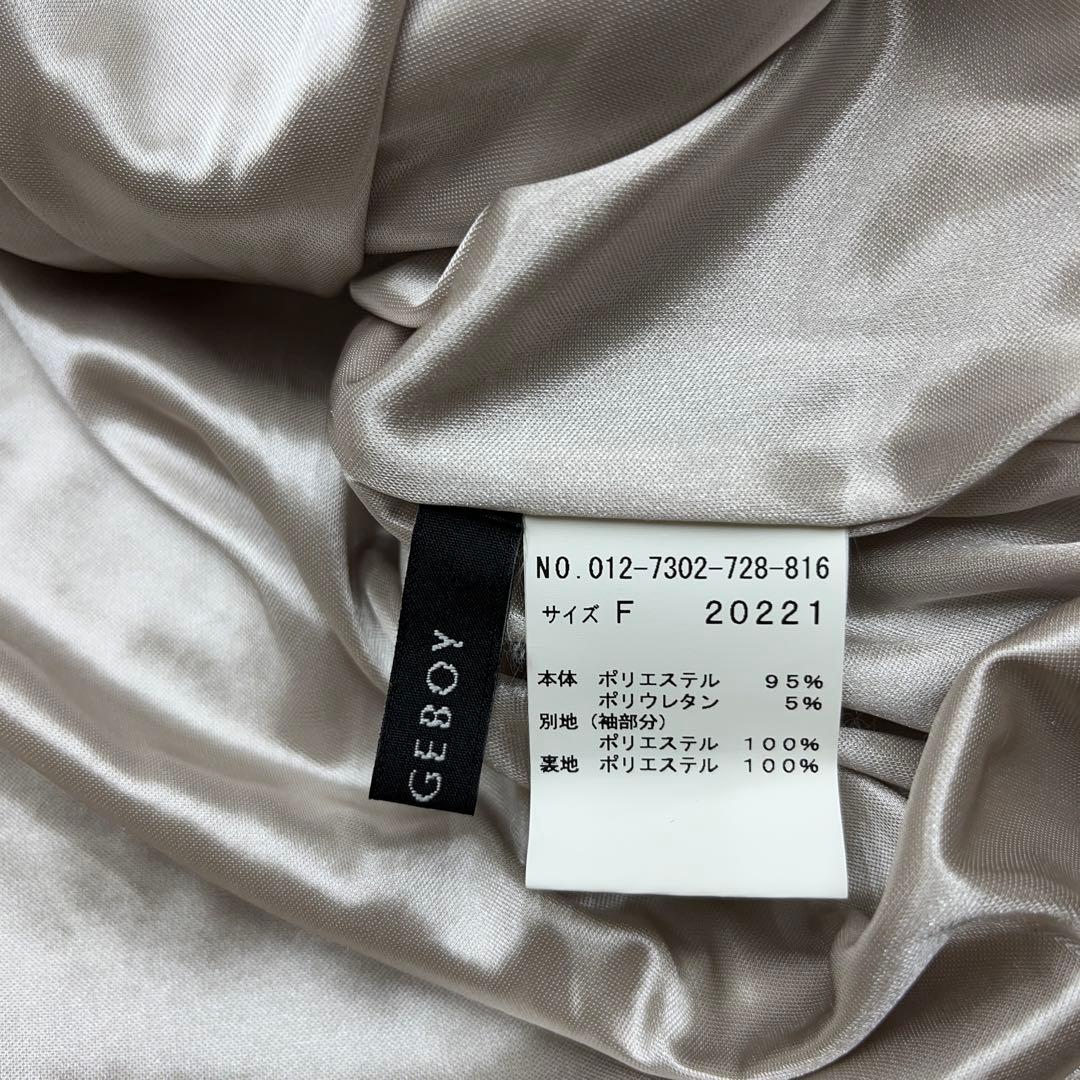 GEBOY
NO.012-7302-728-816
サイズ F 20221
本体 ポリエステル 95%
ポリウレタン 5%
別地(袖部分)
ポリエステル 100%
裏地 ポリエステル 100%